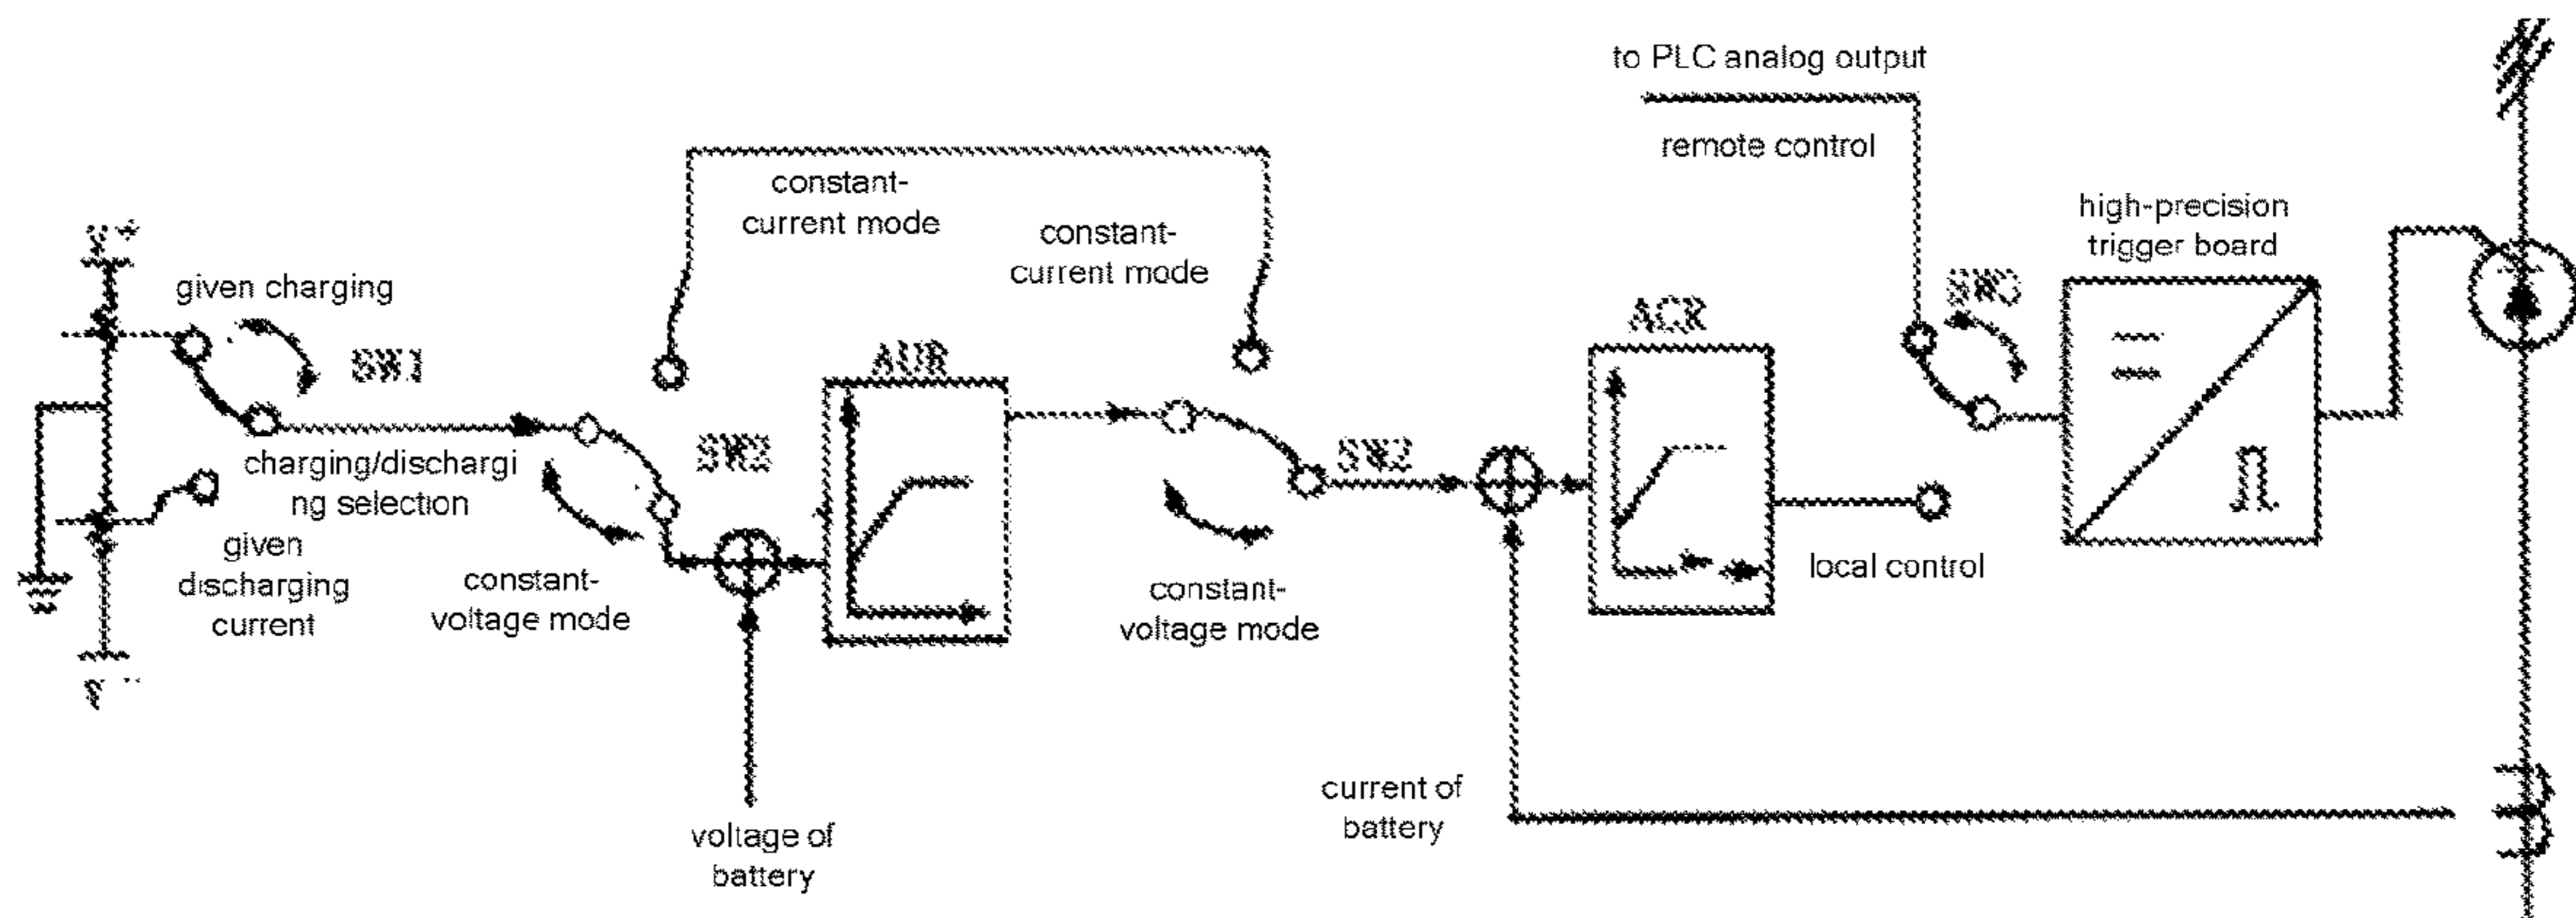 to PLC analog output
remote control
constant-
current mode
constant-
current mode
high-precision
trigger board
given charging
SW1
AUR
ACR
SW3
charging/dischargi
ng selection
SW2
SW2
given
discharging
current
constant-
voltage mode
constant-
voltage mode
local control
current of
battery
voltage of
battery